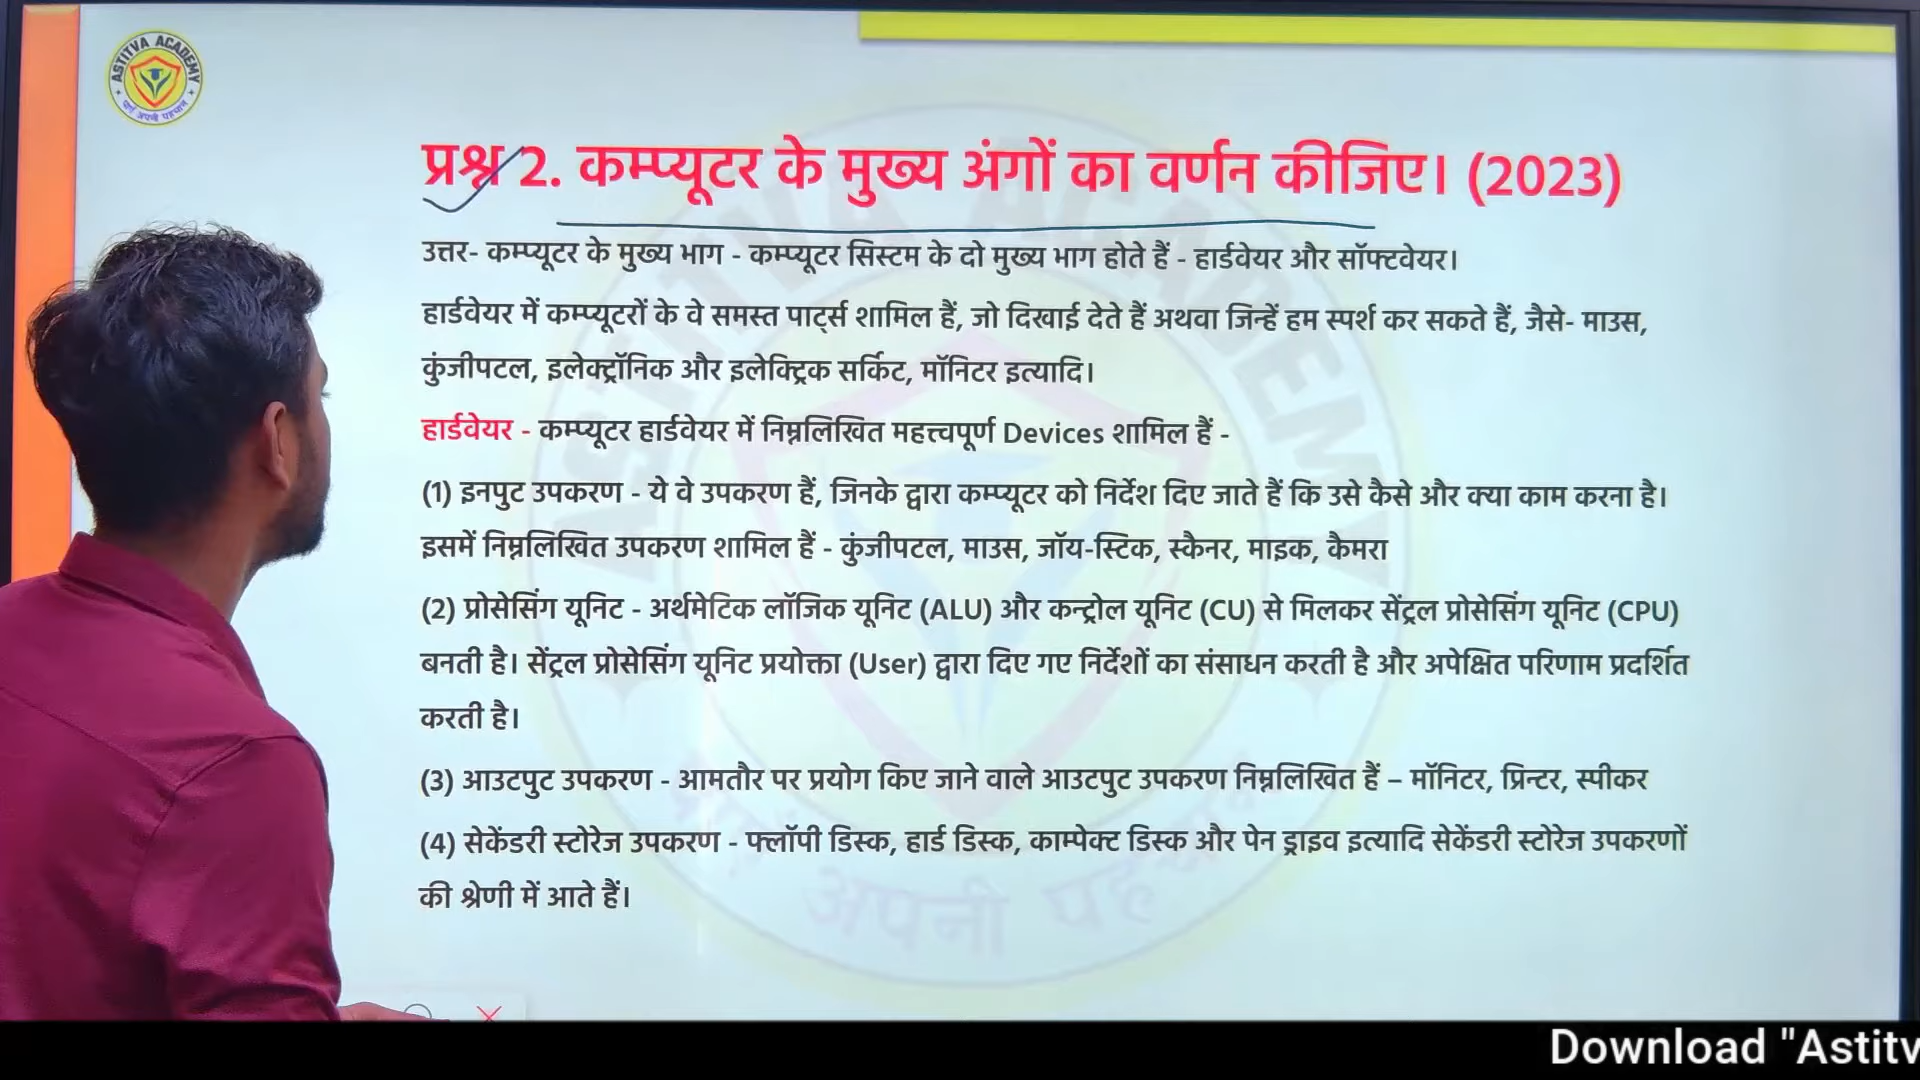 ASTITVA ACADEMY
प्रश्न 2. कम्प्यूटर के मुख्य अंगों का वर्णन कीजिए। (2023)
उत्तर- कम्प्यूटर के मुख्य भाग - कम्प्यूटर सिस्टम के दो मुख्य भाग होते हैं - हार्डवेयर और सॉफ्टवेयर।
हार्डवेयर में कम्प्यूटरों के वे समस्त पार्ट्स शामिल हैं, जो दिखाई देते हैं अथवा जिन्हें हम स्पर्श कर सकते हैं, जैसे- माउस,
कुंजीपटल, इलेक्ट्रॉनिक और इलेक्ट्रिक सर्किट, मॉनिटर इत्यादि।
हार्डवेयर - कम्प्यूटर हार्डवेयर में निम्नलिखित महत्त्वपूर्ण Devices शामिल हैं -
(1) इनपुट उपकरण - ये वे उपकरण हैं, जिनके द्वारा कम्प्यूटर को निर्देश दिए जाते हैं कि उसे कैसे और क्या काम करना है।
इसमें निम्नलिखित उपकरण शामिल हैं - कुंजीपटल, माउस, जॉय-स्टिक, स्कैनर, माइक, कैमरा
(2) प्रोसेसिंग यूनिट - अर्थमेटिक लॉजिक यूनिट (ALU) और कन्ट्रोल यूनिट (CU) से मिलकर सेंट्रल प्रोसेसिंग यूनिट (CPU)
बनती है। सेंट्रल प्रोसेसिंग यूनिट प्रयोक्ता (User) द्वारा दिए गए निर्देशों का संसाधन करती है और अपेक्षित परिणाम प्रदर्शित
करती है।
(3) आउटपुट उपकरण - आमतौर पर प्रयोग किए जाने वाले आउटपुट उपकरण निम्नलिखित हैं – मॉनिटर, प्रिन्टर, स्पीकर
(4) सेकेंडरी स्टोरेज उपकरण - फ्लॉपी डिस्क, हार्ड डिस्क, काम्पेक्ट डिस्क और पेन ड्राइव इत्यादि सेकेंडरी स्टोरेज उपकरणों
की श्रेणी में आते हैं।
Download "Astitv